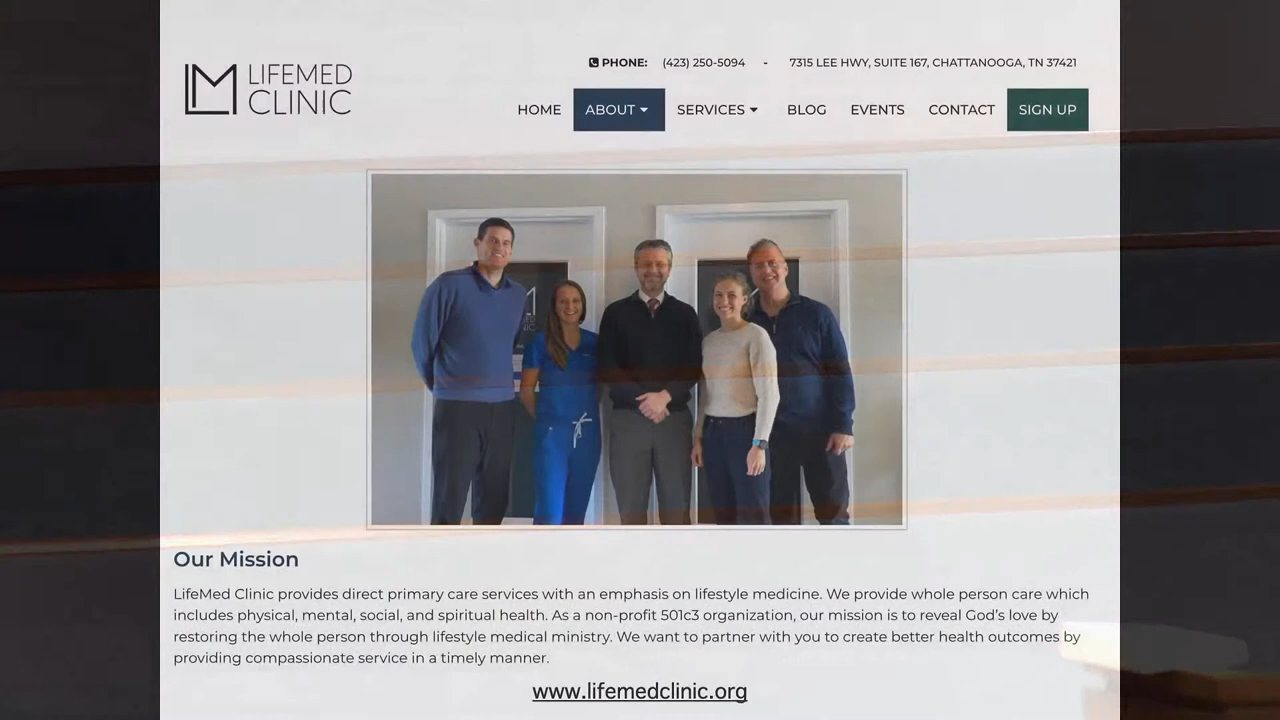 LIFEMED
CLINIC
PHONE: (423) 250-5094 - 7315 LEE HWY, SUITE 167, CHATTANOOGA, TN 37421
HOME ABOUT SERVICES BLOG EVENTS CONTACT SIGN UP
Our Mission
LifeMed Clinic provides direct primary care services with an emphasis on lifestyle medicine. We provide whole person care which
includes physical, mental, social, and spiritual health. As a non-profit 501c3 organization, our mission is to reveal God's love by
restoring the whole person through lifestyle medical ministry. We want to partner with you to create better health outcomes by
providing compassionate service in a timely manner.
www.lifemedclinic.org